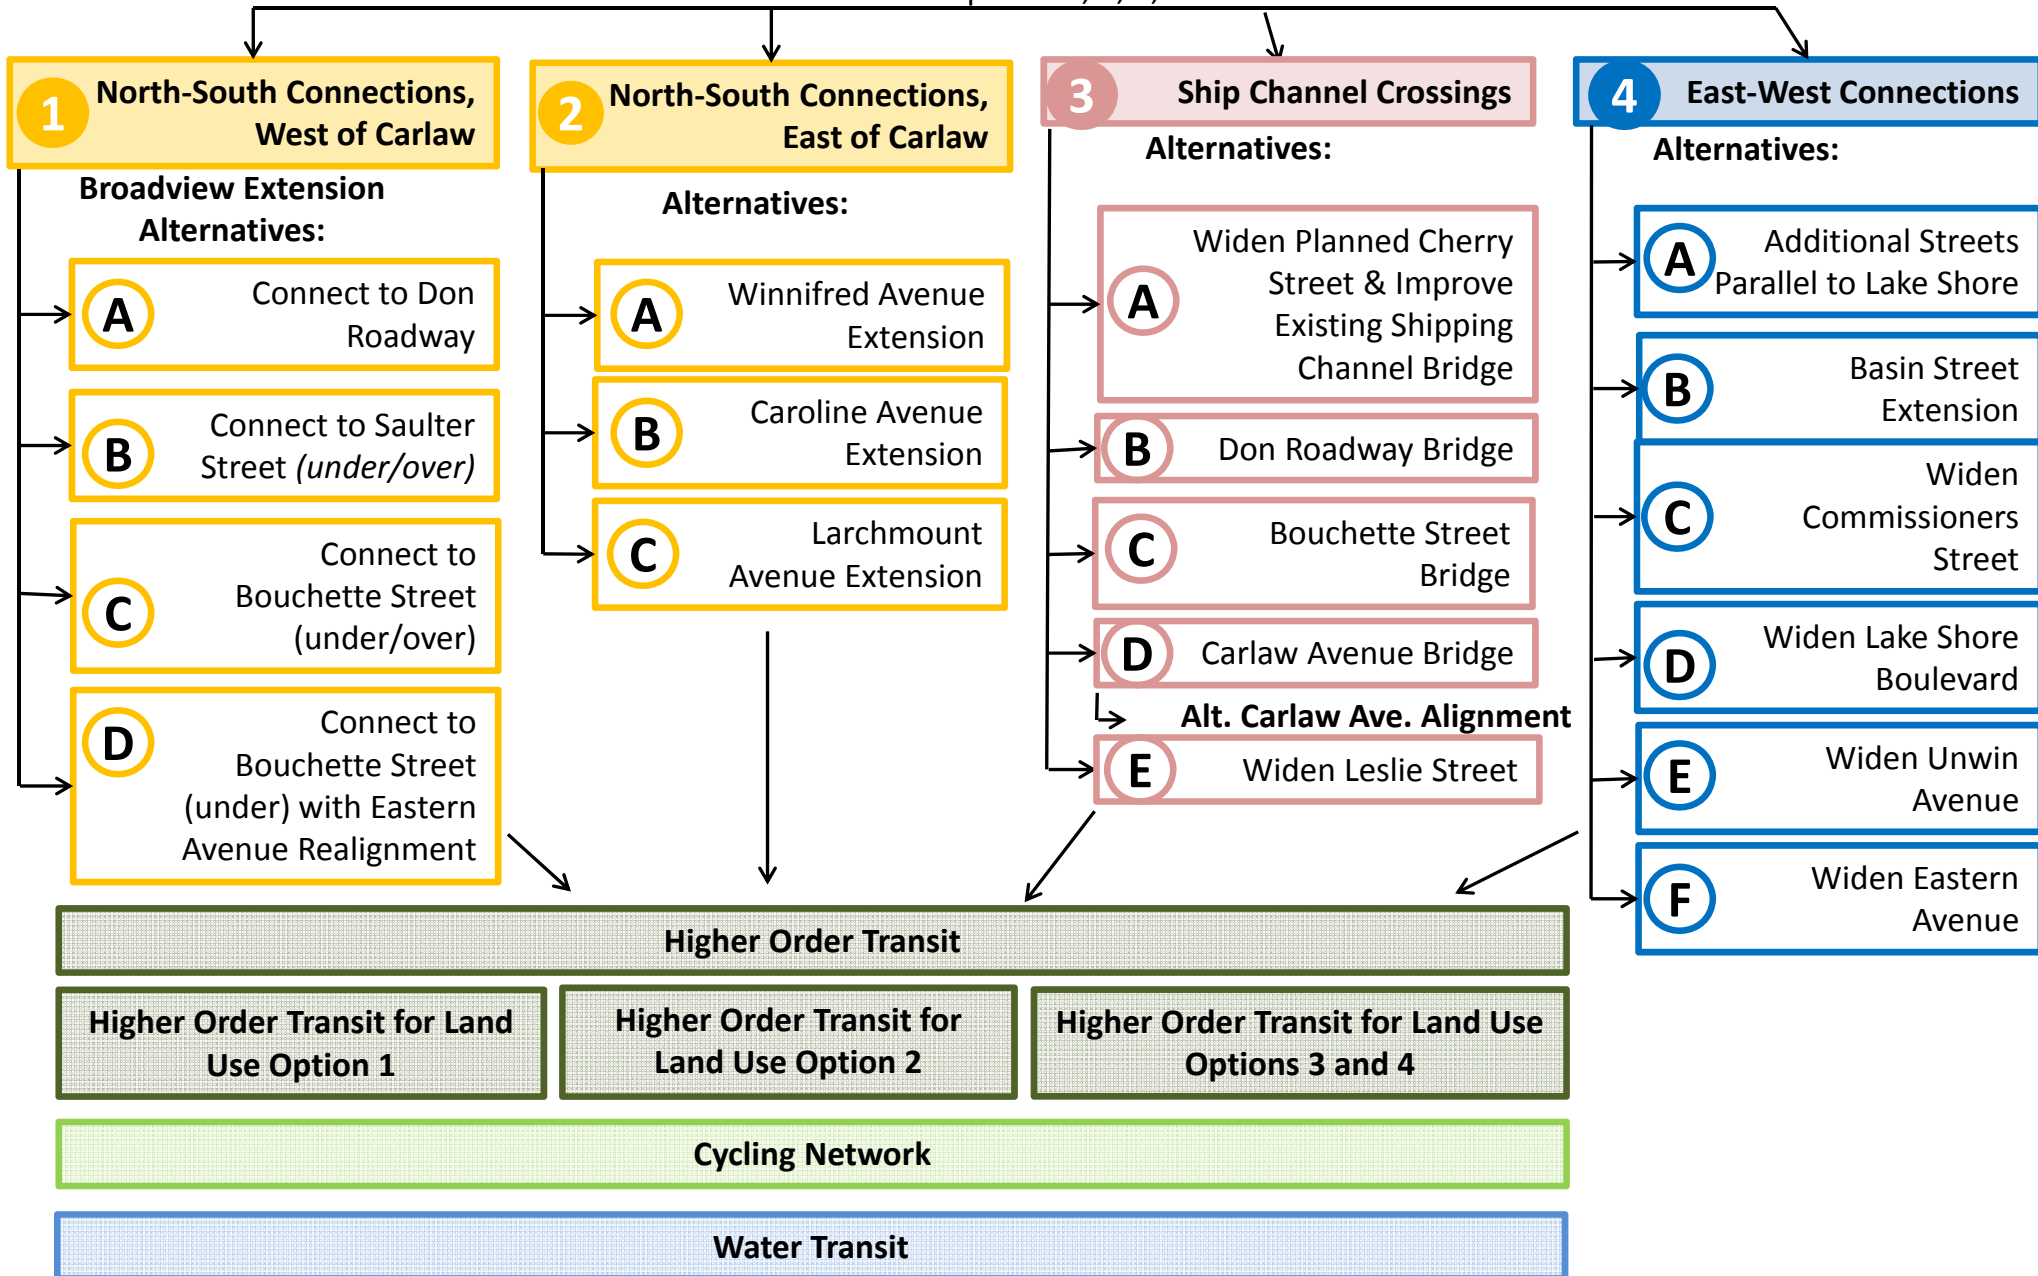 1
North-South Connections,
West of Carlaw
Broadview Extension
Alternatives:
A
Connect to Don
Roadway
B
Connect to Saulter
Street (under/over)
C
Connect to
Bouchette Street
(under/over)
D
Connect to
Bouchette Street
(under) with Eastern
Avenue Realignment
2
North-South Connections,
East of Carlaw
Alternatives:
A
Winnifred Avenue
Extension
B
Caroline Avenue
Extension
C
Larchmount
Avenue Extension
3
Ship Channel Crossings
Alternatives:
A
Widen Planned Cherry
Street & Improve
Existing Shipping
Channel Bridge
B
Don Roadway Bridge
C
Bouchette Street
Bridge
D
Carlaw Avenue Bridge
Alt. Carlaw Ave. Alignment
E
Widen Leslie Street
4
East-West Connections
Alternatives:
A
Additional Streets
Parallel to Lake Shore
B
Basin Street
Extension
C
Widen
Commissioners
Street
D
Widen Lake Shore
Boulevard
E
Widen Unwin
Avenue
F
Widen Eastern
Avenue
Higher Order Transit
Higher Order Transit for Land
Use Option 1
Higher Order Transit for
Land Use Option 2
Higher Order Transit for Land Use
Options 3 and 4
Cycling Network
Water Transit